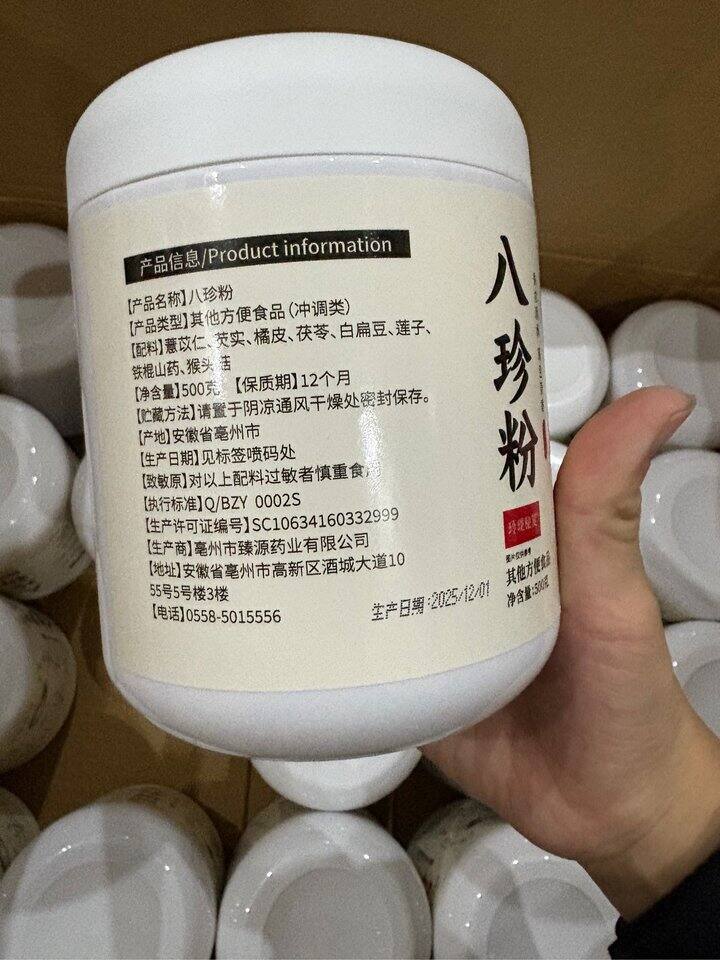 产品信息/Product information
【产品名称】八珍粉
【产品类型】其他方便食品(冲调类)
【配料】薏苡仁、芡实、橘皮、茯苓、白扁豆、莲子、
铁棍山药、猴头菇
【净含量】500克 【保质期】12个月
【贮藏方法】请置于阴凉通风干燥处密封保存。
【产地】安徽省亳州市
【生产日期】见标签喷码处
【致敏原】对以上配料过敏者慎重食用
【执行标准】Q/BZY 0002S
【生产许可证编号】SC10634160332999
【生产商】亳州市臻源药业有限公司
【地址】安徽省亳州市高新区酒城大道10
55号5号楼3楼
【电话】0558-5015556
生产日期:2025/12/01
八珍粉
图片仅供参考
其他方便食品
净含量:500克